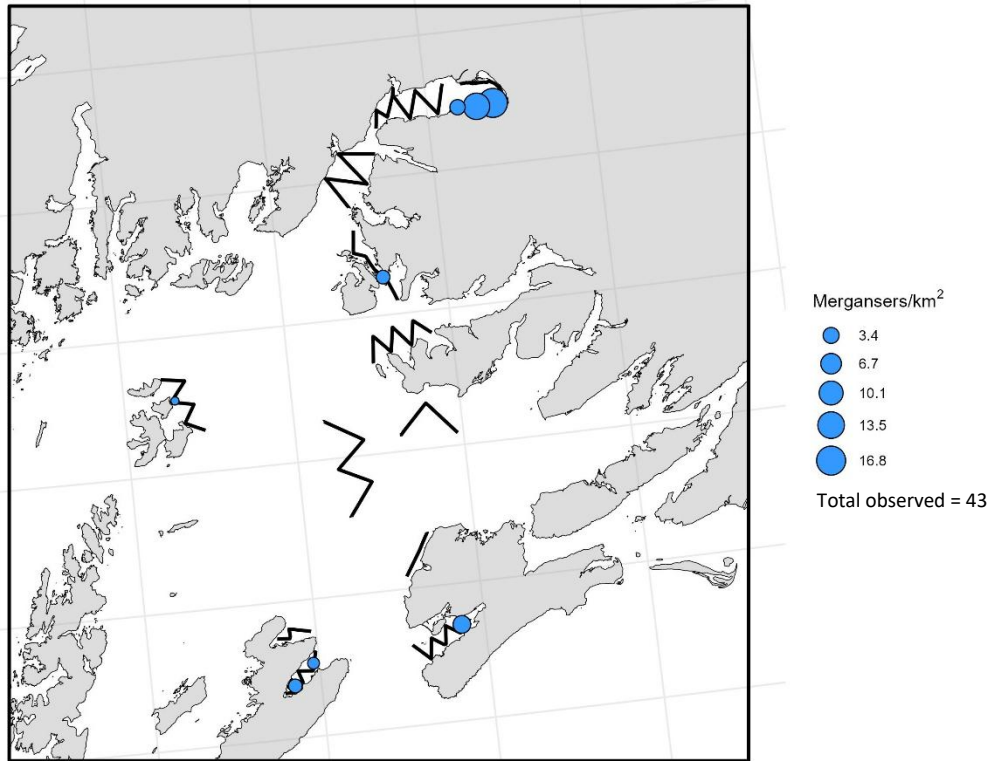 Mergansers/km²
3.4
6.7
10.1
13.5
16.8
Total observed = 43